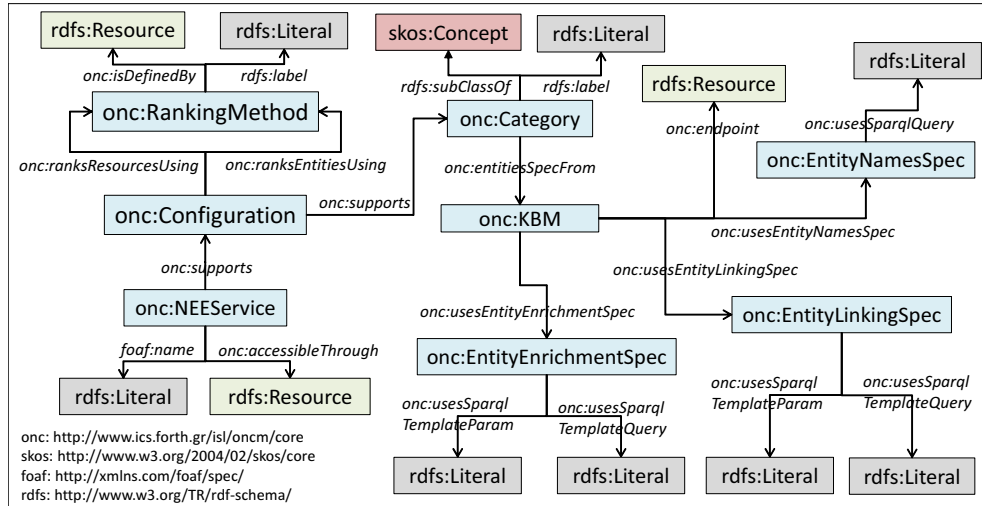 rdfs:Resource
rdfs:Literal
skos:Concept
rdfs:Literal
rdfs:Literal
onc:isDefinedBy
rdfs:label
rdfs:subClassOf
rdfs:label
rdfs:Resource
onc:RankingMethod
onc:Category
onc:endpoint
onc:usesSparqlQuery
onc:ranksResourcesUsing
onc:ranksEntitiesUsing
onc:entitiesSpecFrom
onc:EntityNamesSpec
onc:Configuration
onc:supports
onc:KBM
onc:usesEntityNamesSpec
onc:supports
onc:usesEntityLinkingSpec
onc:NEEService
onc:usesEntityEnrichmentSpec
onc:EntityLinkingSpec
foaf:name
onc:accessibleThrough
onc:EntityEnrichmentSpec
rdfs:Literal
rdfs:Resource
onc:usesSparql
TemplateParam
onc:usesSparql
TemplateQuery
onc:usesSparql
TemplateParam
onc:usesSparql
TemplateQuery
rdfs:Literal
rdfs:Literal
rdfs:Literal
rdfs:Literal
onc: http://www.ics.forth.gr/isl/oncm/core
skos: http://www.w3.org/2004/02/skos/core
foaf: http://xmlns.com/foaf/spec/
rdfs: http://www.w3.org/TR/rdf-schema/